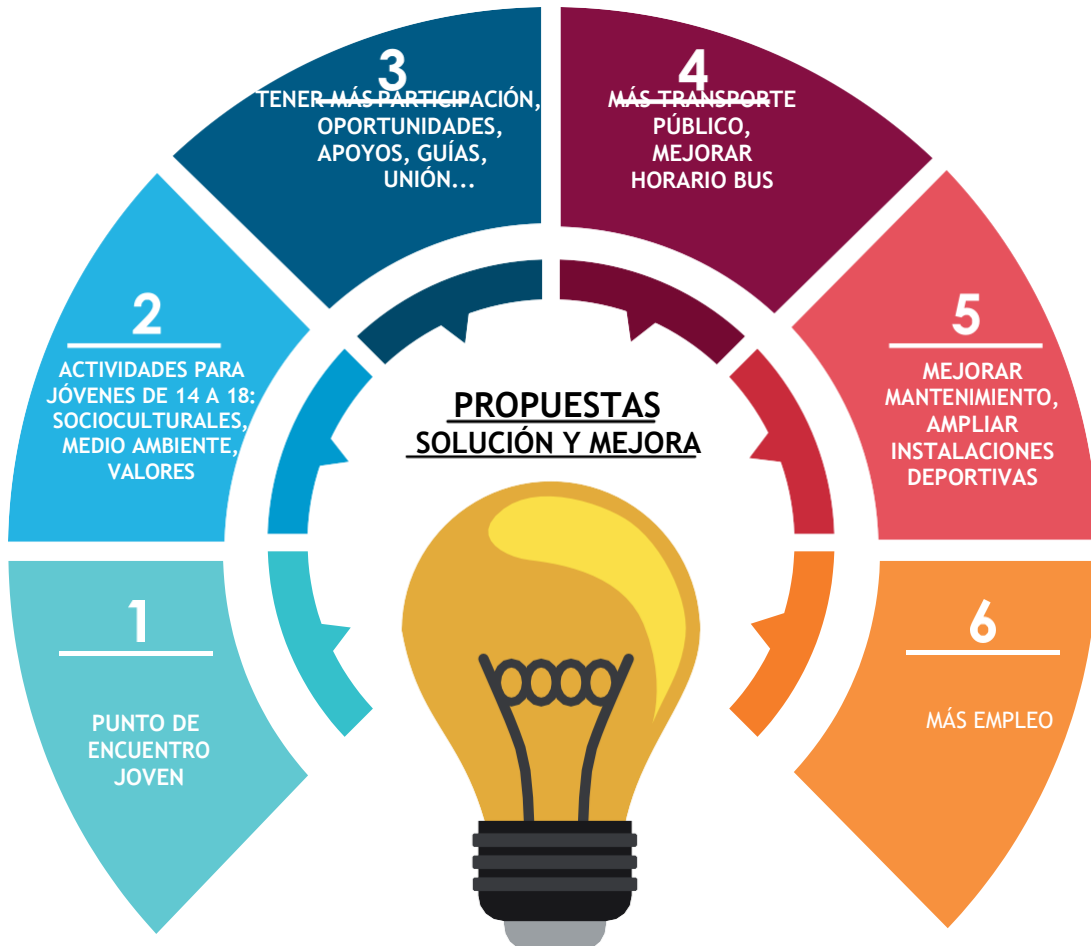 PROPUESTAS
SOLUCIÓN Y MEJORA
1
PUNTO DE
ENCUENTRO
JOVEN
2
ACTIVIDADES PARA
JÓVENES DE 14 A 18:
SOCIOCULTURALES,
MEDIO AMBIENTE,
VALORES
3
TENER MÁS PARTICIPACIÓN,
OPORTUNIDADES,
APOYOS, GUÍAS,
UNIÓN...
4
MÁS TRANSPORTE
PÚBLICO,
MEJORAR
HORARIO BUS
5
MEJORAR
MANTENIMIENTO,
AMPLIAR
INSTALACIONES
DEPORTIVAS
6
MÁS EMPLEO